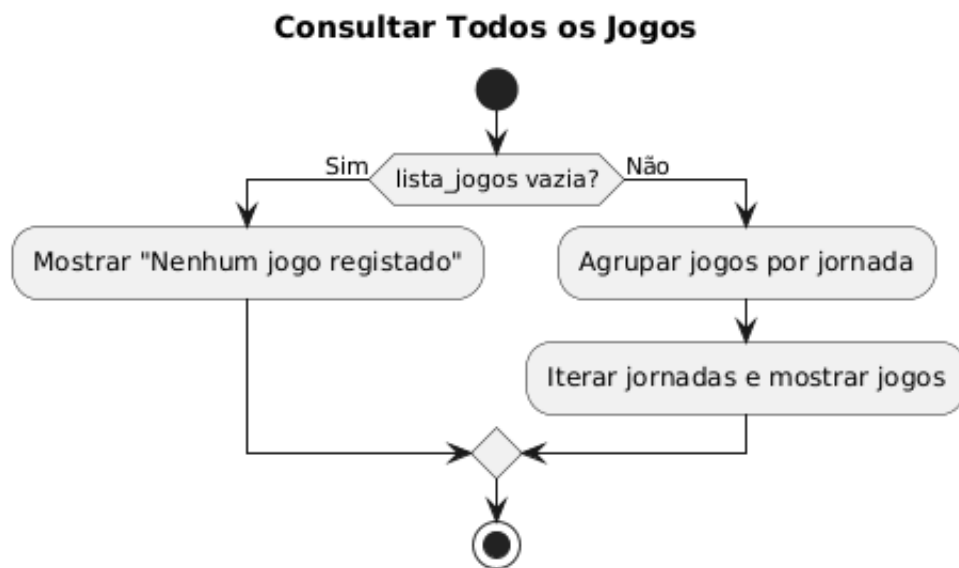 Consultar Todos os Jogos
Sim
lista_jogos vazia?
Não
Mostrar "Nenhum jogo registado"
Agrupar jogos por jornada
Iterar jornadas e mostrar jogos